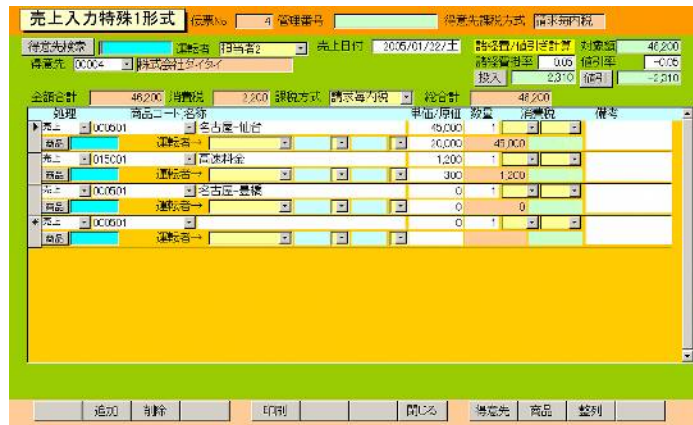 売上入力特殊1形式 伝票No 4 管理番号 得意先課税方式 請求毎内税
得意先検索 運転者 担当者2 売上日付 2005/01/22/土 諸経費/値引き計算 対象額 46,200
得意先 00004 株式会社タイタイ 諸経費率 0.05 値引率 -0.05
投入 2,310 値引 -2,310
金額合計 46,200 消費税 2,200 課税方式 請求毎内税 総合計 46,200
処理 商品コード 名称 単価/原価 数量 消費税 備考
売上 000501 名古屋-仙台 45,000 1
商品 運転者→ 20,000 45,000
売上 015001 高速料金 1,200 1
商品 運転者→ 300 1,200
売上 000501 名古屋-豊橋 0 1
商品 運転者→ 0 0
* 売上 000501 0 1
商品 運転者→ 0
追加 削除 印刷 閉じる 得意先 商品 整列